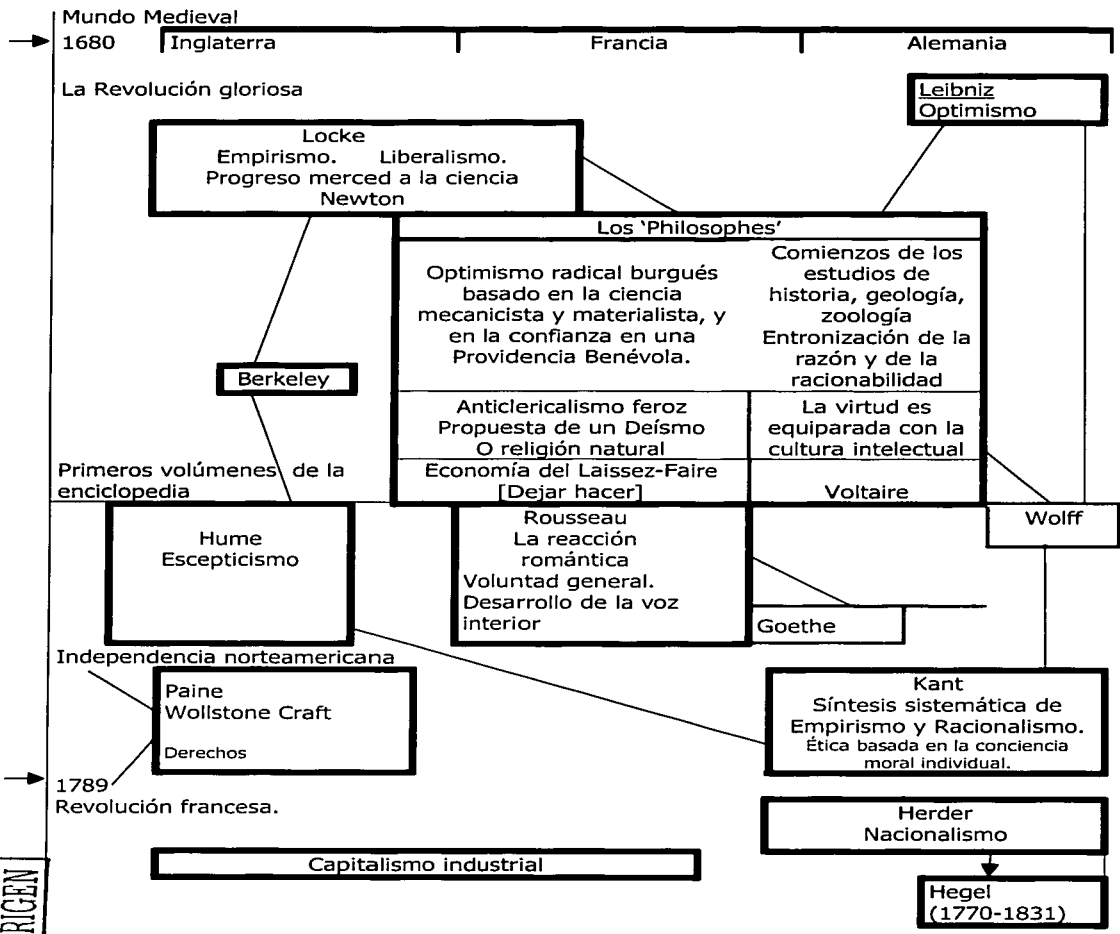 Mundo Medieval
1680 Inglaterra Francia Alemania
La Revolución gloriosa
Leibniz
Optimismo
Locke
Empirismo. Liberalismo.
Progreso merced a la ciencia
Newton
Los ‘Philosophes’
Optimismo radical burgués
basado en la ciencia
mecanicista y materialista, y
en la confianza en una
Providencia Benévola.
Comienzos de los
estudios de
historia, geología,
zoología
Entronización de la
razón y de la
racionabilidad
Berkeley
Anticlericalismo feroz
Propuesta de un Deísmo
O religión natural
La virtud es
equiparada con la
cultura intelectual
Primeros volúmenes de la
enciclopedia
Economía del Laissez-Faire
[Dejar hacer]
Voltaire
Hume
Escepticismo
Rousseau
La reacción
romántica
Voluntad general.
Desarrollo de la voz
interior
Wolff
Goethe
Independencia norteamericana
Paine
Wollstone Craft
Derechos
Kant
Síntesis sistemática de
Empirismo y Racionalismo.
Ética basada en la conciencia
moral individual.
1789
Revolución francesa.
Herder
Nacionalismo
Capitalismo industrial
Hegel
(1770-1831)
RIGEN